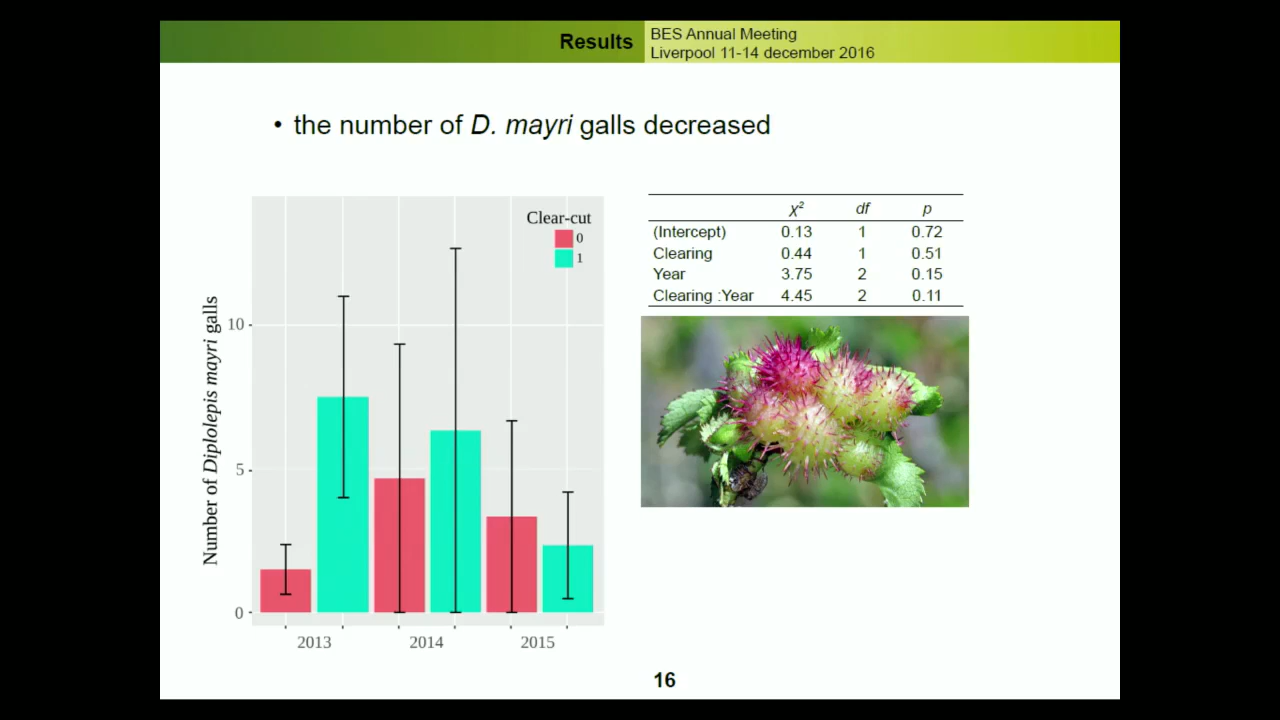 Results
BES Annual Meeting
Liverpool 11-14 december 2016
• the number of D. mayri galls decreased
Number of Diplolepis mayri galls
10
5
0
Clear-cut
0
1
2013 2014 2015
χ² df p
(Intercept) 0.13 1 0.72
Clearing 0.44 1 0.51
Year 3.75 2 0.15
Clearing :Year 4.45 2 0.11
16